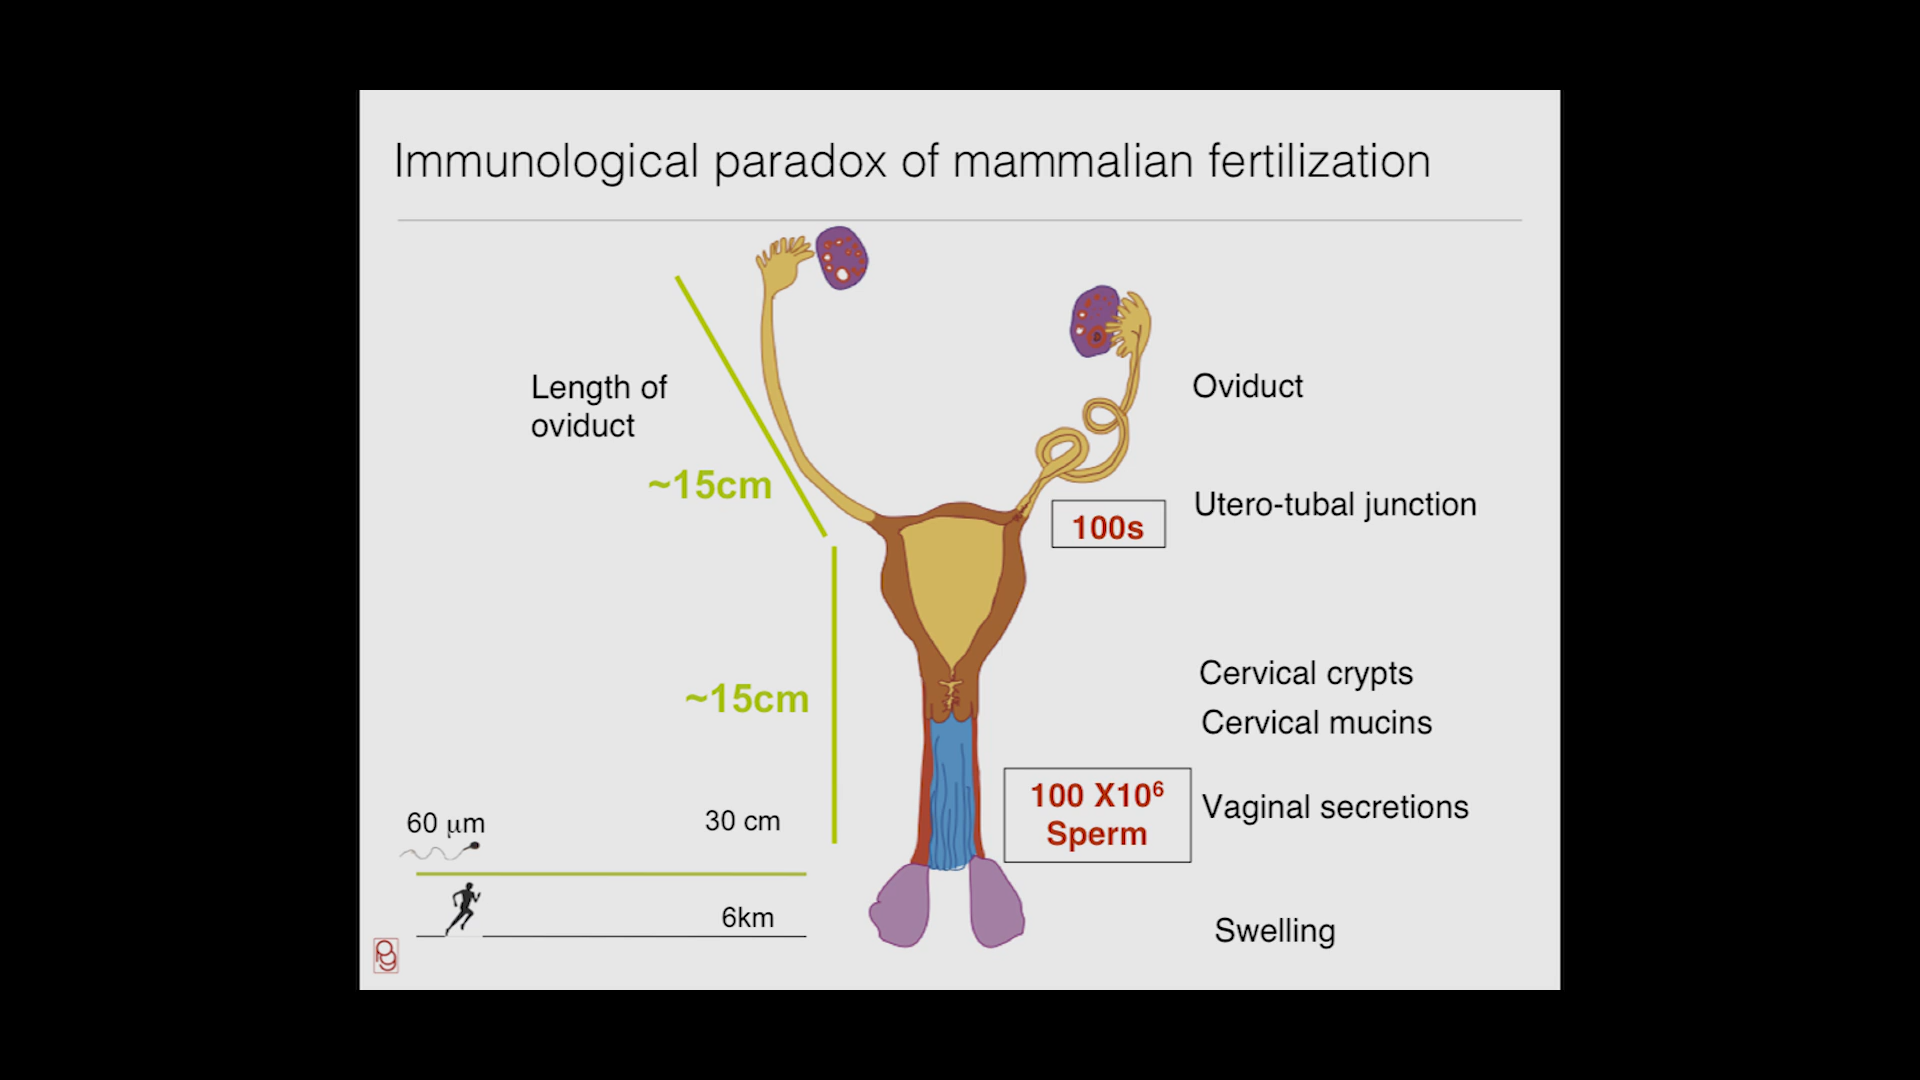 Immunological paradox of mammalian fertilization
Length of
oviduct
~15cm
~15cm
Oviduct
Utero-tubal junction
100s
Cervical crypts
Cervical mucins
100 X10⁶
Sperm
Vaginal secretions
Swelling
60 μm
30 cm
6km